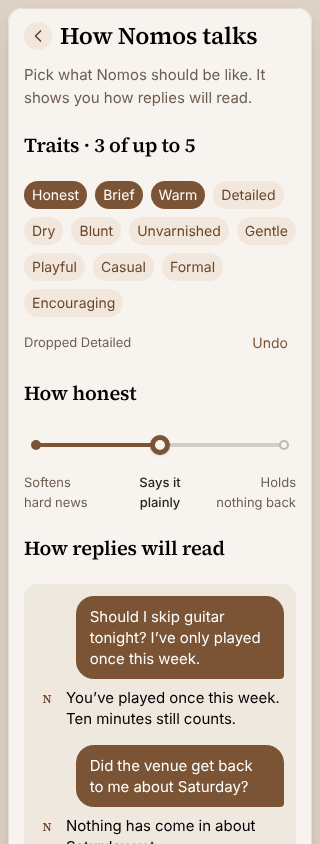 How Nomos talks
Pick what Nomos should be like. It
shows you how replies will read.
Traits · 3 of up to 5
Honest Brief Warm Detailed
Dry Blunt Unvarnished Gentle
Playful Casual Formal
Encouraging
Dropped Detailed Undo
How honest
Softens
hard news
Says it
plainly
Holds
nothing back
How replies will read
Should I skip guitar
tonight? I’ve only played
once this week.
N You’ve played once this week.
Ten minutes still counts.
Did the venue get back
to me about Saturday?
N Nothing has come in about